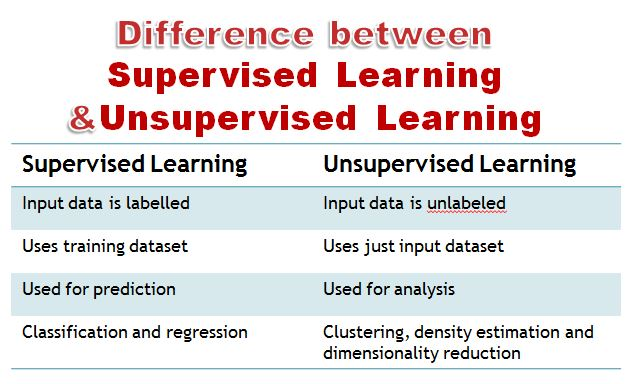 Difference between
Supervised Learning
&Unsupervised Learning
Supervised Learning Unsupervised Learning
Input data is labelled Input data is unlabeled
Uses training dataset Uses just input dataset
Used for prediction Used for analysis
Classification and regression Clustering, density estimation and
dimensionality reduction